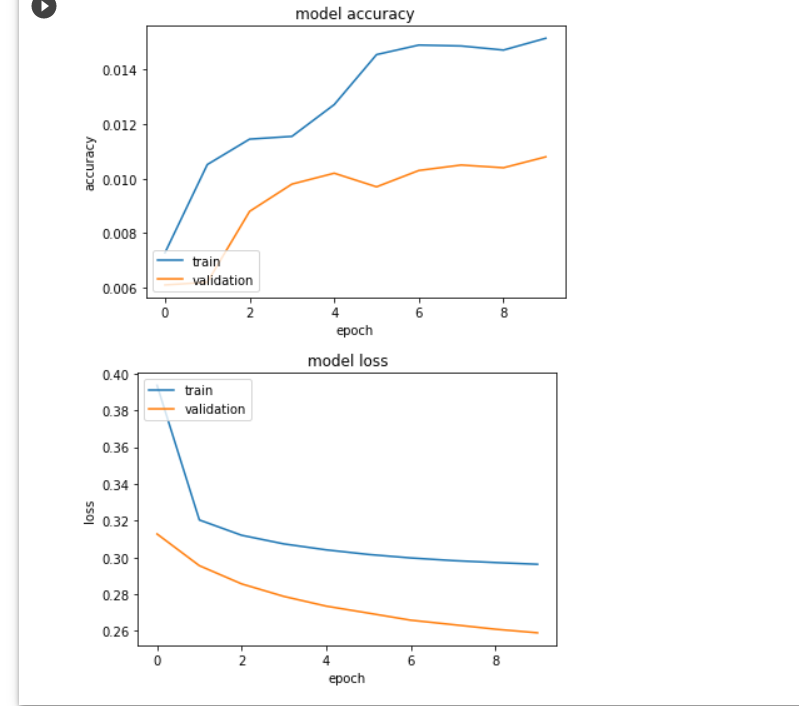 model accuracy
0.014
0.012
0.010
0.008
0.006
accuracy
train
validation
0 2 4 6 8
epoch
model loss
0.40
0.38
0.36
0.34
0.32
0.30
0.28
0.26
loss
train
validation
0 2 4 6 8
epoch